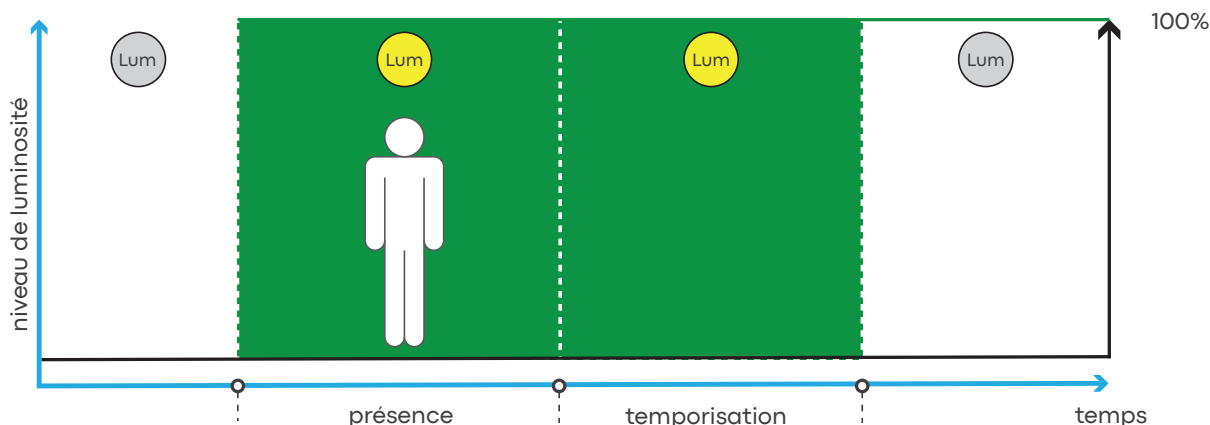 100%
Lum
Lum
Lum
Lum
niveau de luminosité
présence
temporisation
temps